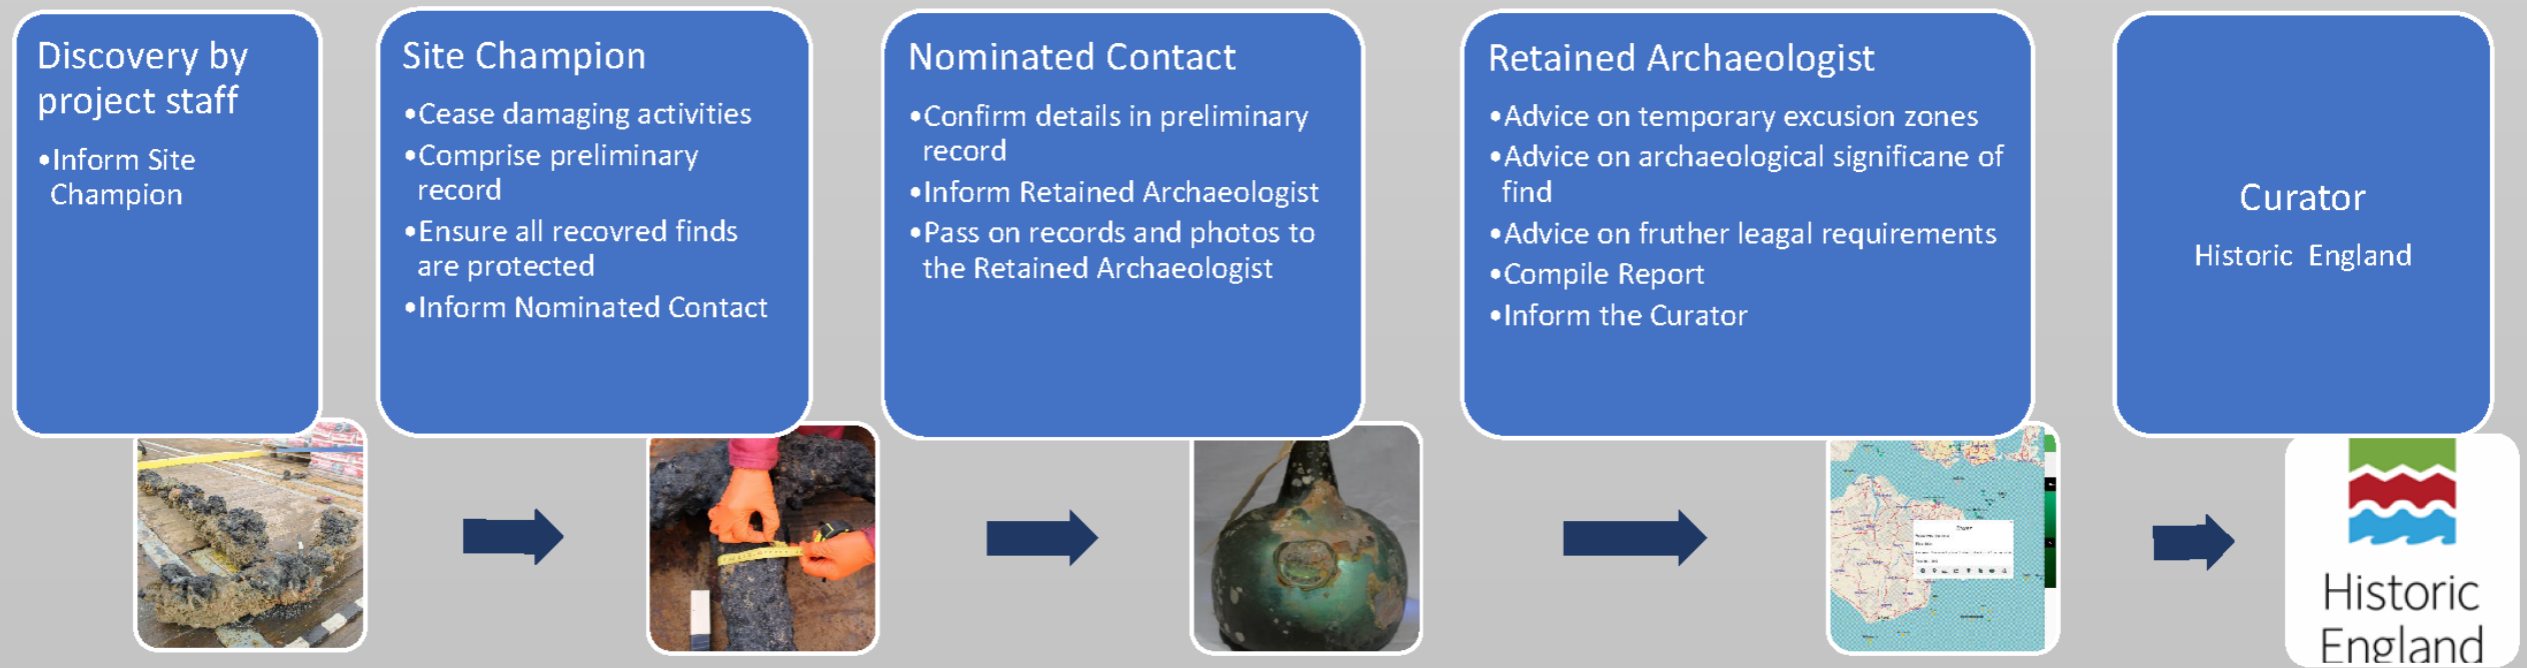 Discovery by
project staff
•Inform Site
Champion
Site Champion
•Cease damaging activities
•Comprise preliminary
record
•Ensure all recovred finds
are protected
•Inform Nominated Contact
Nominated Contact
•Confirm details in preliminary
record
•Inform Retained Archaeologist
•Pass on records and photos to
the Retained Archaeologist
Retained Archaeologist
•Advice on temporary excusion zones
•Advice on archaeological significane of
find
•Advice on fruther leagal requirements
•Compile Report
•Inform the Curator
Curator
Historic England
Historic
England